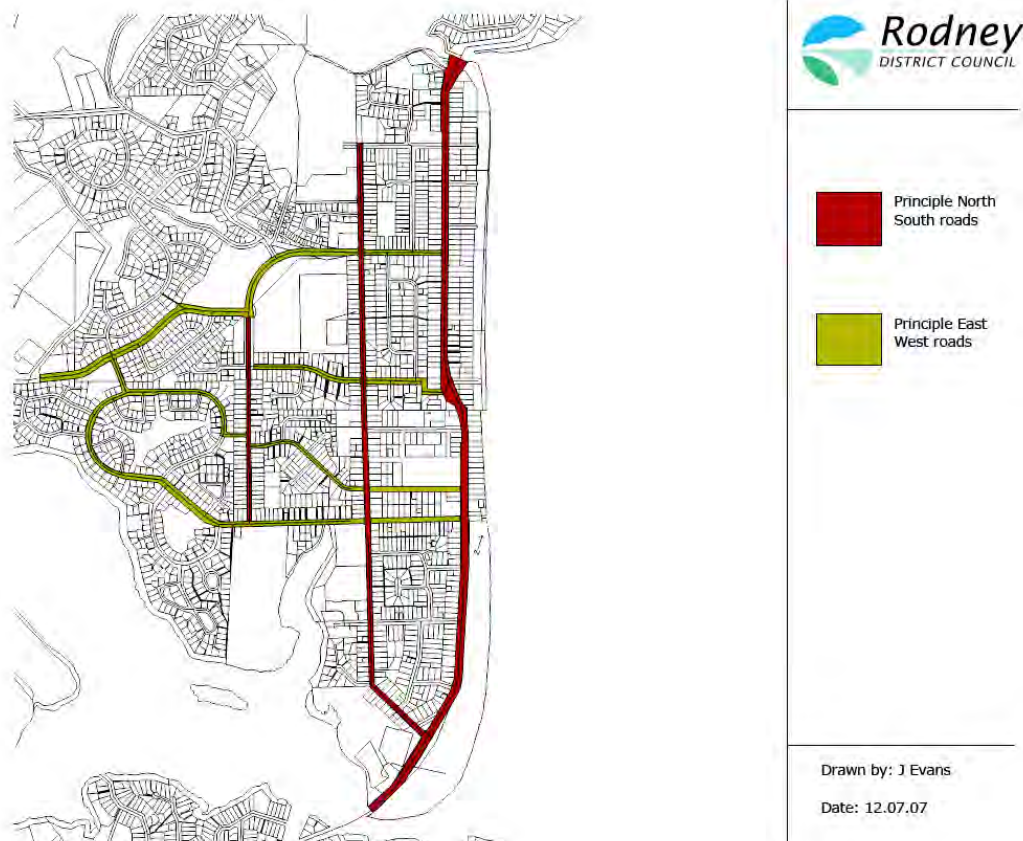 Rodney
DISTRICT COUNCIL
Principle North
South roads
Principle East
West roads
Drawn by: J Evans
Date: 12.07.07